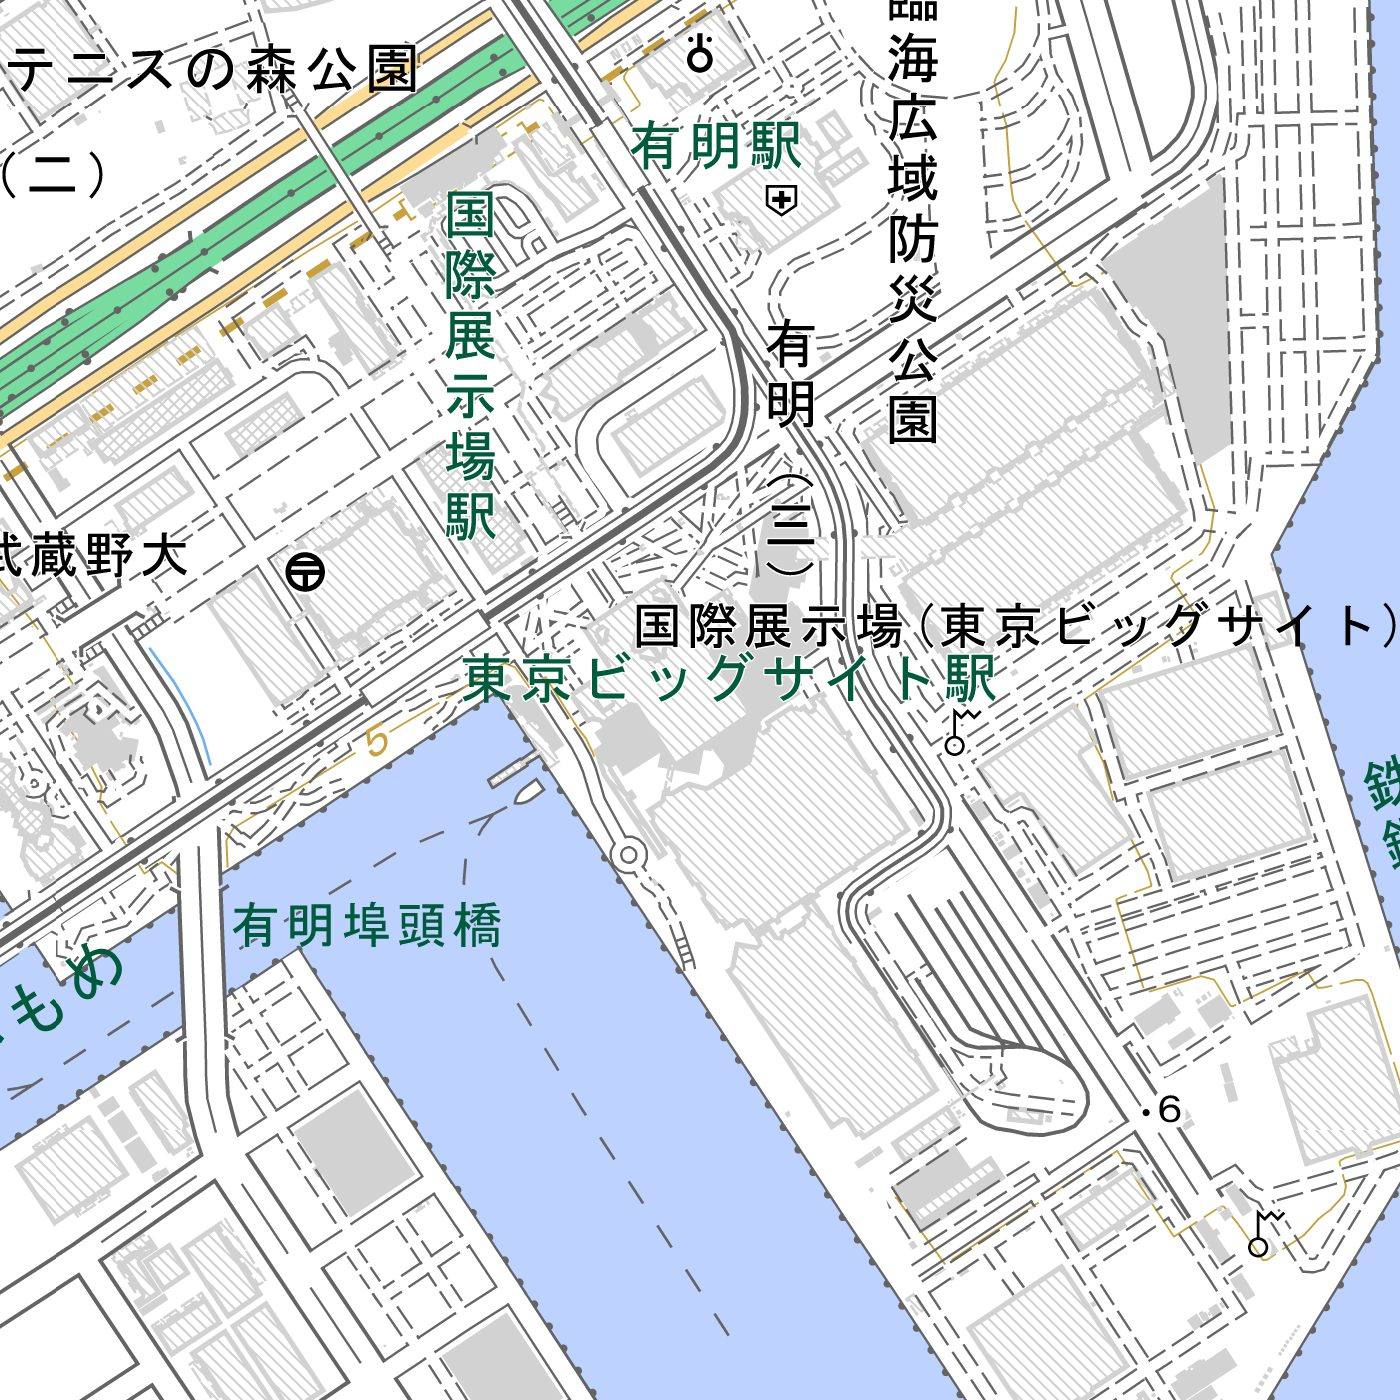 テニスの森公園
(二)
有明駅
臨海広域防災公園
国際展示場駅
有明(三)
武蔵野大
国際展示場(東京ビッグサイト)
東京ビッグサイト駅
5
鉄
有明埠頭橋
もめ
6